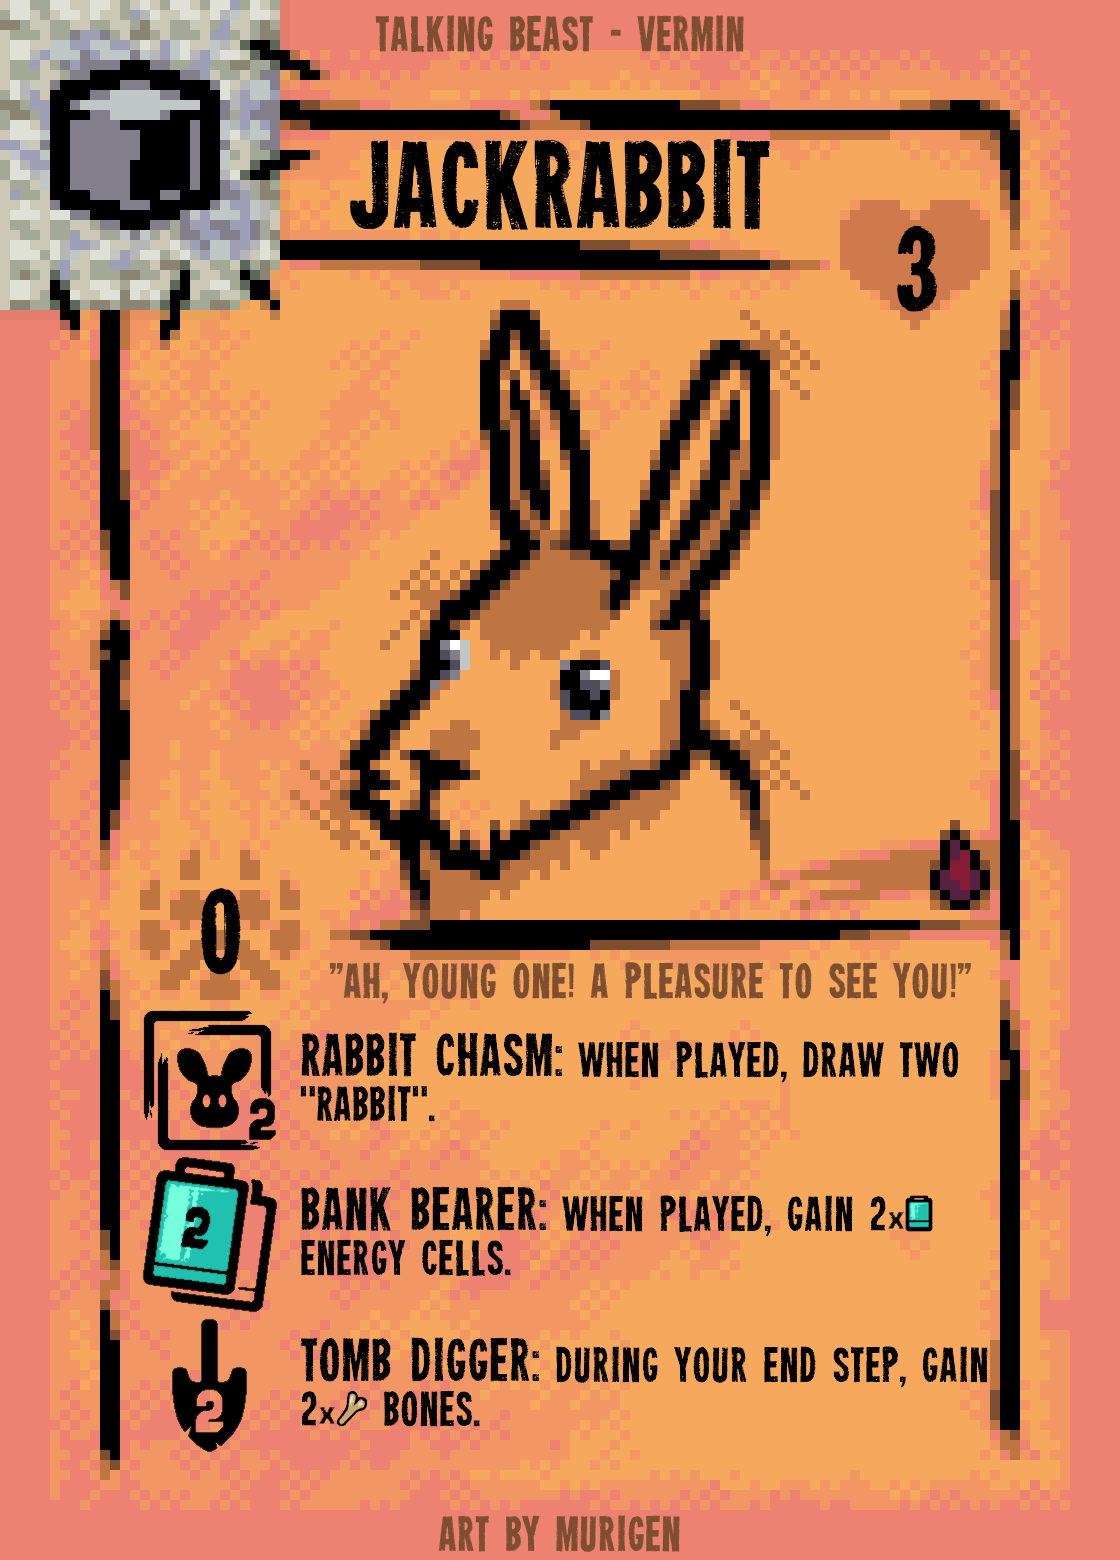 TALKING BEAST - VERMIN
JACKRABBIT
3
0
"AH, YOUNG ONE! A PLEASURE TO SEE YOU!"
RABBIT CHASM: WHEN PLAYED, DRAW TWO
"RABBIT".
2
BANK BEARER: WHEN PLAYED, GAIN 2x
ENERGY CELLS.
2
TOMB DIGGER: DURING YOUR END STEP, GAIN
2x BONES.
2
ART BY MURIGEN